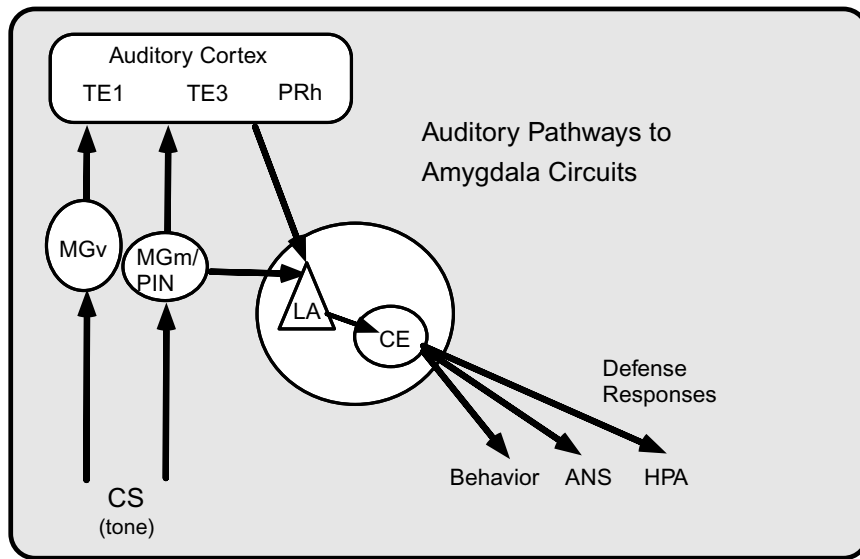 Auditory Cortex
TE1 TE3 PRh
Auditory Pathways to
Amygdala Circuits
MGv
MGm/
PIN
LA
CE
Defense
Responses
Behavior ANS HPA
CS
(tone)